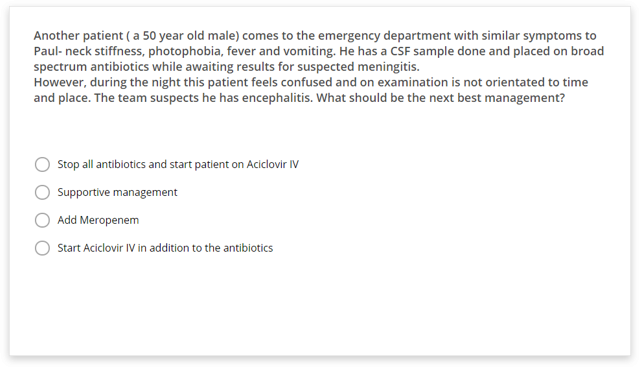 Another patient ( a 50 year old male) comes to the emergency department with similar symptoms to
Paul- neck stiffness, photophobia, fever and vomiting. He has a CSF sample done and placed on broad
spectrum antibiotics while awaiting results for suspected meningitis.
However, during the night this patient feels confused and on examination is not orientated to time
and place. The team suspects he has encephalitis. What should be the next best management?
Stop all antibiotics and start patient on Aciclovir IV
Supportive management
Add Meropenem
Start Aciclovir IV in addition to the antibiotics